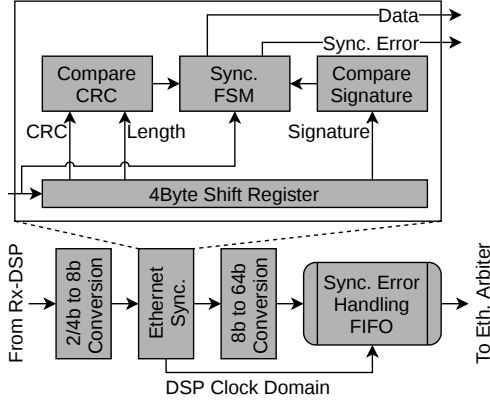 Data
Sync. Error
Compare
CRC
Sync.
FSM
Compare
Signature
CRC
Length
Signature
4Byte Shift Register
From Rx-DSP
2/4b to 8b
Conversion
Ethernet
Sync.
8b to 64b
Conversion
Sync. Error
Handling
FIFO
To Eth. Arbiter
DSP Clock Domain